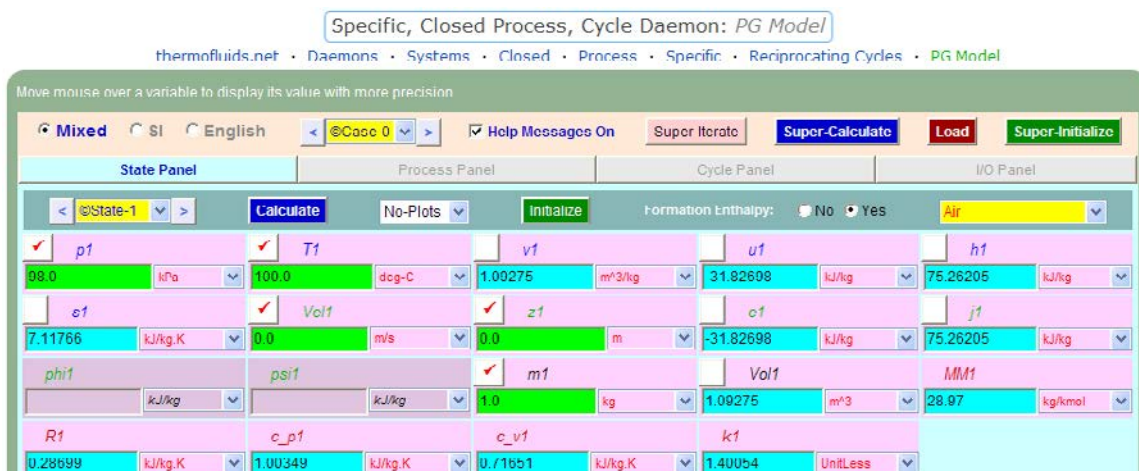 Specific, Closed Process, Cycle Daemon: PG Model
thermofluids.net · Daemons · Systems · Closed · Process · Specific · Reciprocating Cycles · PG Model
Move mouse over a variable to display its value with more precision
Mixed SI English < ©Case-0 > Help Messages On Super Iterate Super-Calculate Load Super-Initialize
State Panel Process Panel Cycle Panel I/O Panel
< ©State-1 > Calculate No-Plots Initialize Formation Enthalpy: No Yes Air
p1 T1 v1 u1 h1
98.0 kPa 100.0 deg-C 1.09275 m^3/kg -31.82698 kJ/kg 75.26205 kJ/kg
s1 Vel1 z1 e1 j1
7.11766 kJ/kg.K 0.0 m/s 0.0 m -31.82698 kJ/kg 75.26205 kJ/kg
phi1 psi1 m1 Vol1 MM1
kJ/kg kJ/kg 1.0 kg 1.09275 m^3 28.97 kg/kmol
R1 c_p1 c_v1 k1
0.28699 kJ/kg.K 1.00349 kJ/kg.K 0.71651 kJ/kg.K 1.40054 UnitLess